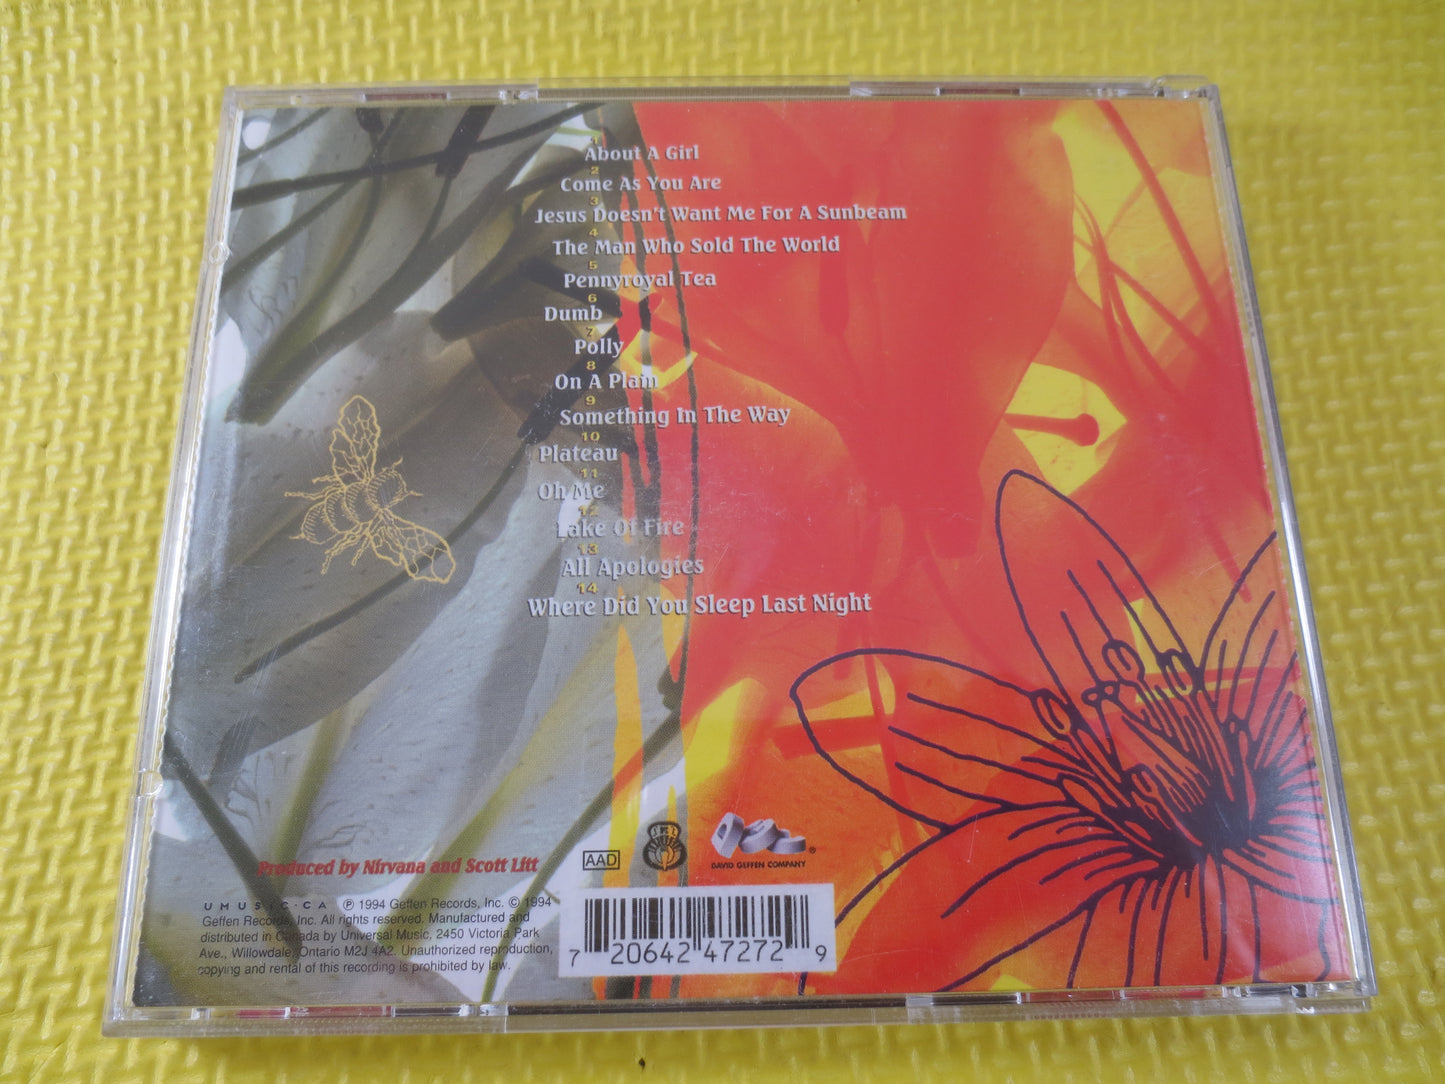 1
About A Girl
2
Come As You Are
3
Jesus Doesn't Want Me For A Sunbeam
4
The Man Who Sold The World
5
Pennyroyal Tea
6
Dumb
7
Polly
8
On A Plain
9
Something In The Way
10
Plateau
11
Oh Me
12
Lake Of Fire
13
All Apologies
14
Where Did You Sleep Last Night
Produced by Nirvana and Scott Litt
AAD
DAVID GEFFEN COMPANY ®
UMUSIC.CA ℗ 1994 Geffen Records, Inc. © 1994
Geffen Records, Inc. All rights reserved. Manufactured and
distributed in Canada by Universal Music, 2450 Victoria Park
Ave., Willowdale, Ontario M2J 4A2. Unauthorized reproduction,
copying and rental of this recording is prohibited by law.
7 20642 47272 9